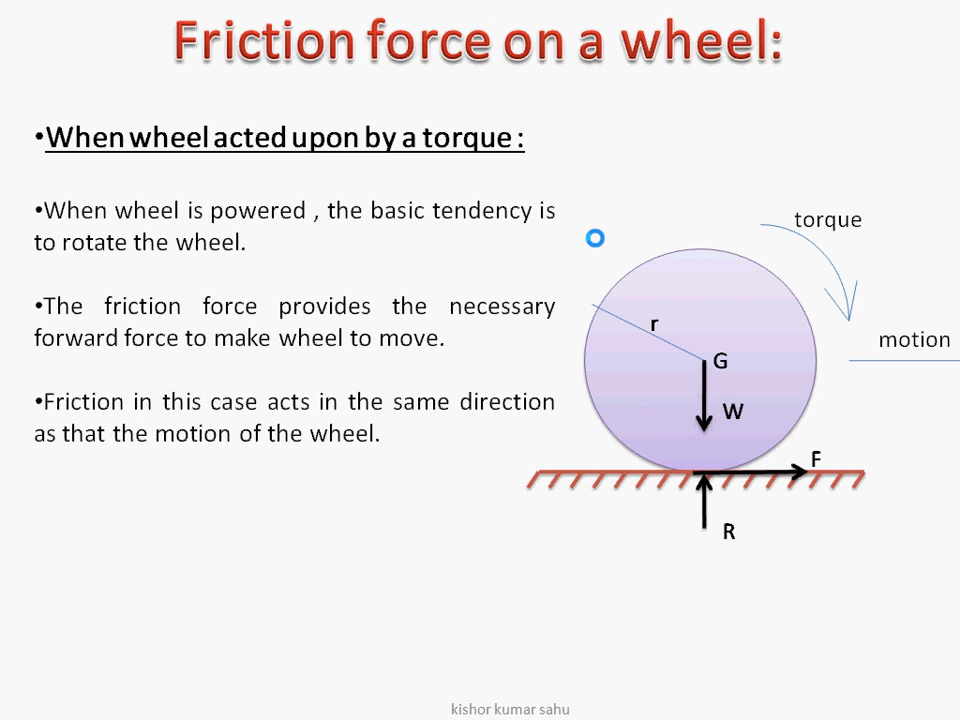 Friction force on a wheel:
•When wheel acted upon by a torque :
•When wheel is powered , the basic tendency is
to rotate the wheel.
•The friction force provides the necessary
forward force to make wheel to move.
•Friction in this case acts in the same direction
as that the motion of the wheel.
torque
motion
r
G
W
F
R
kishor kumar sahu